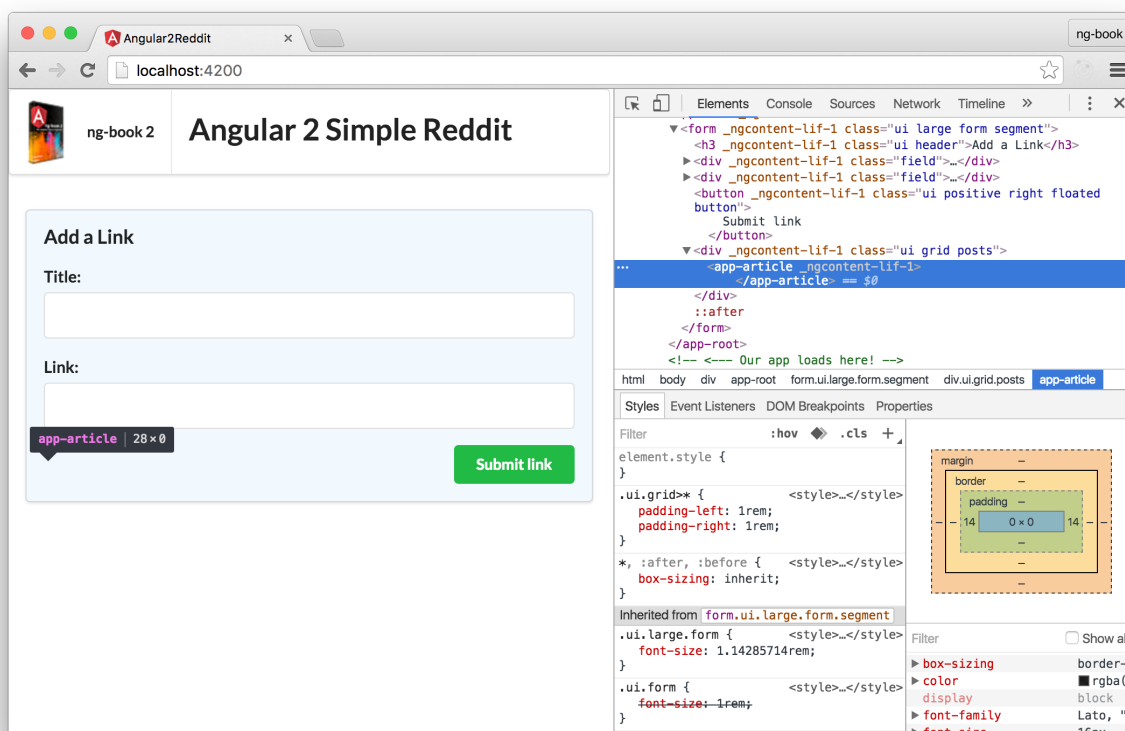 Angular2Reddit
ng-book
localhost:4200
ng-book 2
Angular 2 Simple Reddit
Add a Link
Title:
Link:
app-article | 28×0
Submit link
Elements Console Sources Network Timeline »
▼<form _ngcontent-lif-1 class="ui large form segment">
<h3 _ngcontent-lif-1 class="ui header">Add a Link</h3>
▶<div _ngcontent-lif-1 class="field">…</div>
▶<div _ngcontent-lif-1 class="field">…</div>
<button _ngcontent-lif-1 class="ui positive right floated
button">
Submit link
</button>
▼<div _ngcontent-lif-1 class="ui grid posts">
… <app-article _ngcontent-lif-1>
</app-article> == $0
</div>
::after
</form>
</app-root>
<!-- <--- Our app loads here! -->
html body div app-root form.ui.large.form.segment div.ui.grid.posts app-article
Styles Event Listeners DOM Breakpoints Properties
Filter :hov .cls +
element.style {
}
.ui.grid>* { <style>…</style>
padding-left: 1rem;
padding-right: 1rem;
}
*, :after, :before { <style>…</style>
box-sizing: inherit;
}
Inherited from form.ui.large.form.segment
.ui.large.form { <style>…</style>
font-size: 1.14285714rem;
}
.ui.form { <style>…</style>
font-size: 1rem;
}
margin –
border –
padding –
– – 14 0 × 0 14 – –
–
–
–
Filter Show al
▶ box-sizing border-
▶ color rgba(
display block
▶ font-family Lato, "